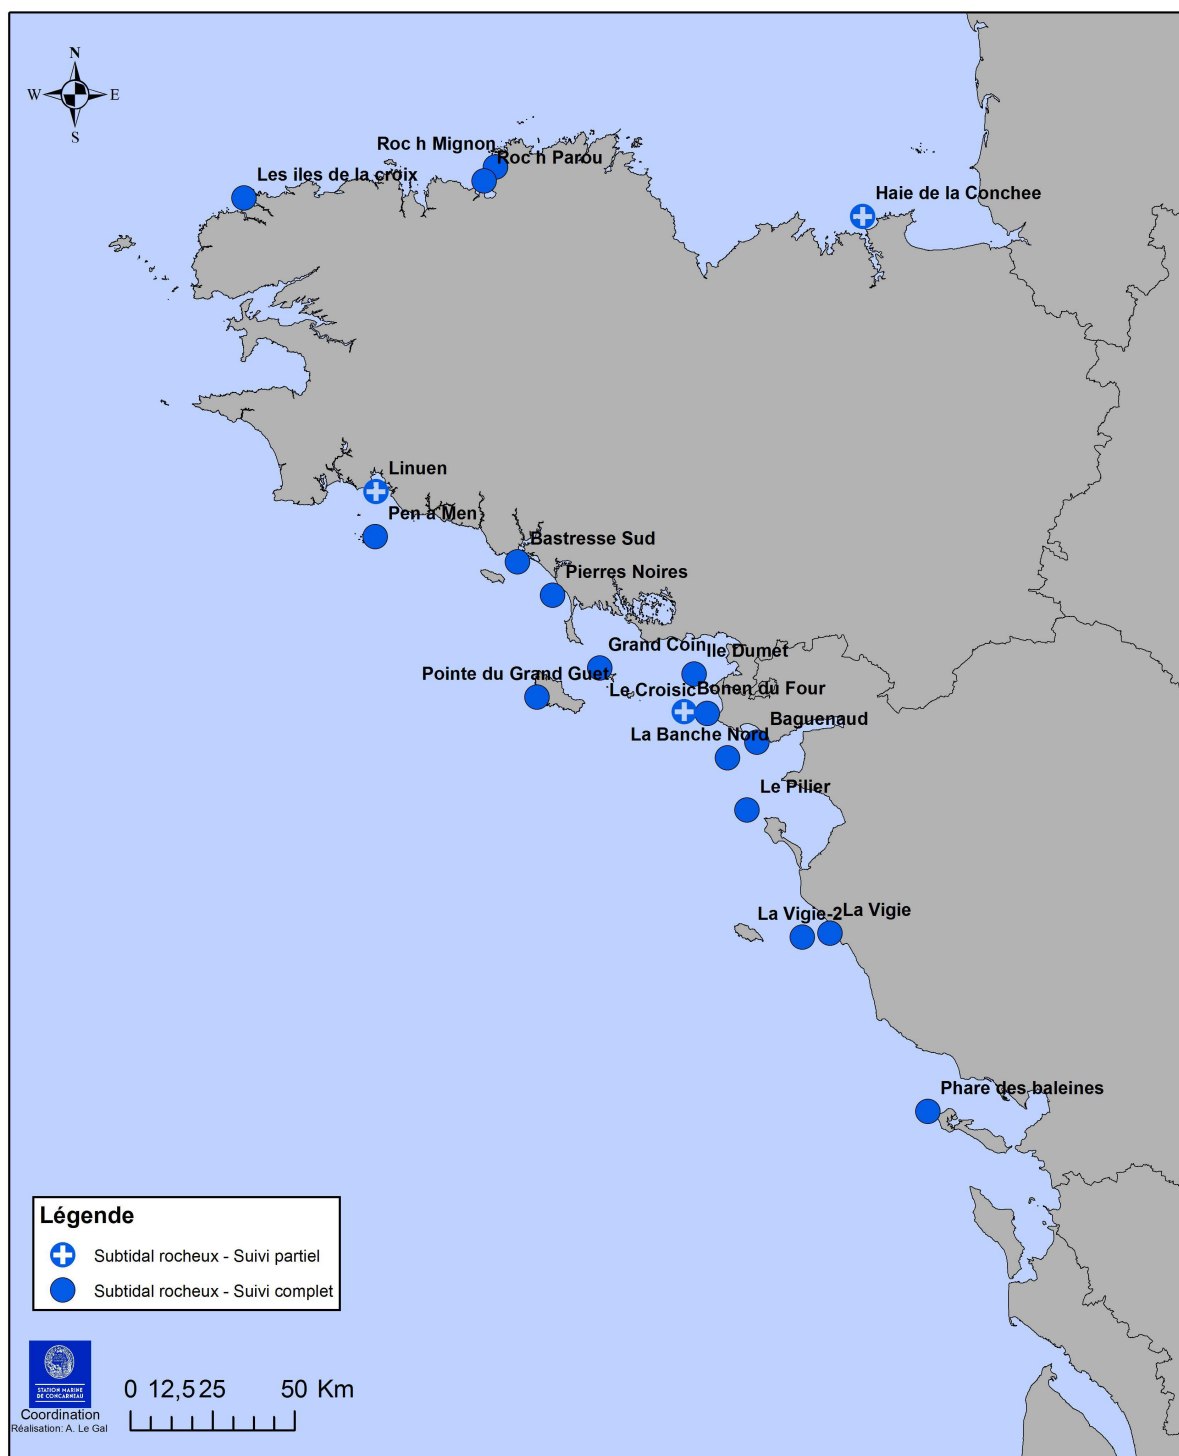 N
W E
S
Roc h Mignon
Roc h Parou
Les iles de la croix
Haie de la Conchee
Linuen
Pen a Men
Bastresse Sud
Pierres Noires
Grand Coin
Ile Dumet
Pointe du Grand Guet
Le Croisic
Bonen du Four
Baguenaud
La Banche Nord
Le Pilier
La Vigie-2
La Vigie
Phare des baleines
Légende
Subtidal rocheux - Suivi partiel
Subtidal rocheux - Suivi complet
STATION MARINE
DE CONCARNEAU
Coordination
Réalisation: A. Le Gal
0 12,5 25 50 Km